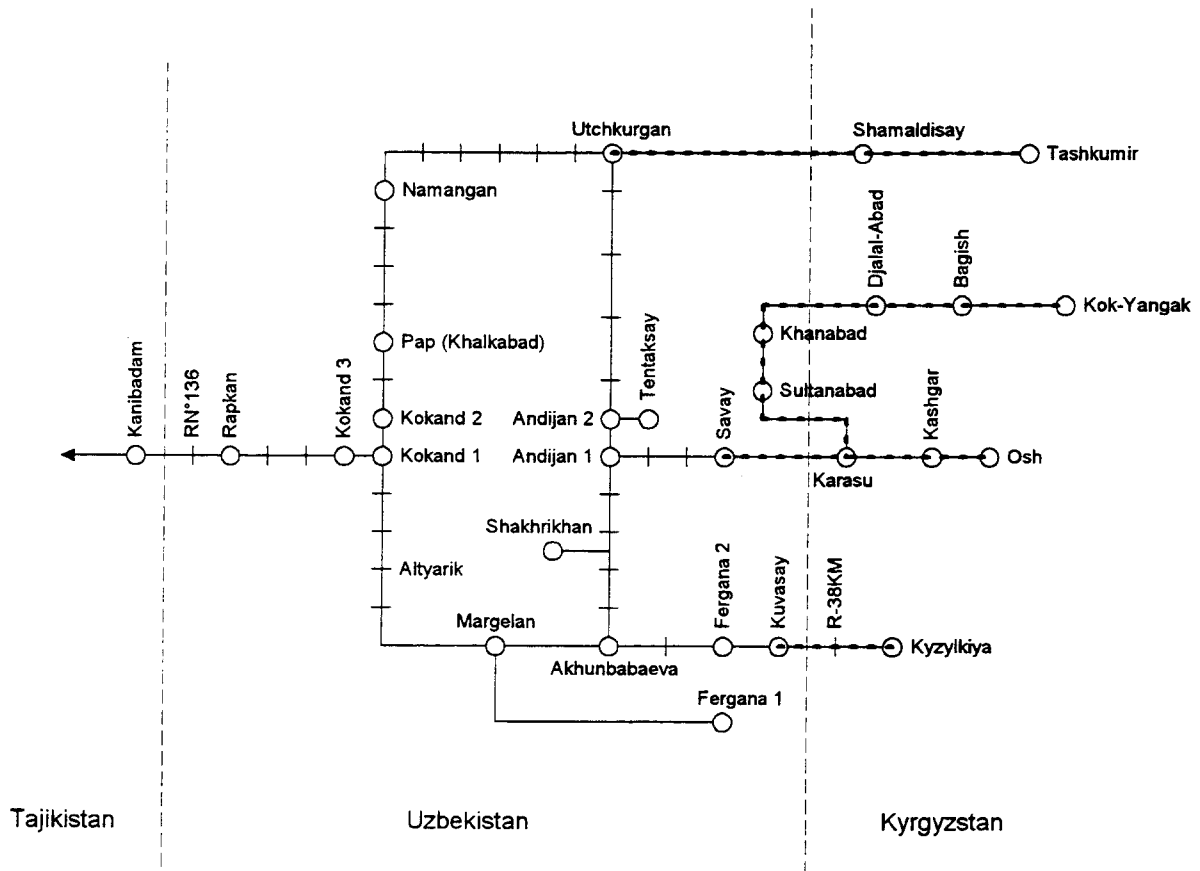 Utchkurgan
Shamaldisay
Tashkumir
Namangan
Djalal-Abad
Bagish
Kok-Yangak
Khanabad
Pap (Khalkabad)
Sultanabad
Kanibadam
RN°136
Rapkan
Kokand 3
Kokand 2
Andijan 2
Tentaksay
Savay
Kashgar
Kokand 1
Andijan 1
Karasu
Osh
Shakhrikhan
Altyarik
Fergana 2
Kuvasay
R-38KM
Margelan
Akhunbabaeva
Kyzylkiya
Fergana 1
Tajikistan
Uzbekistan
Kyrgyzstan